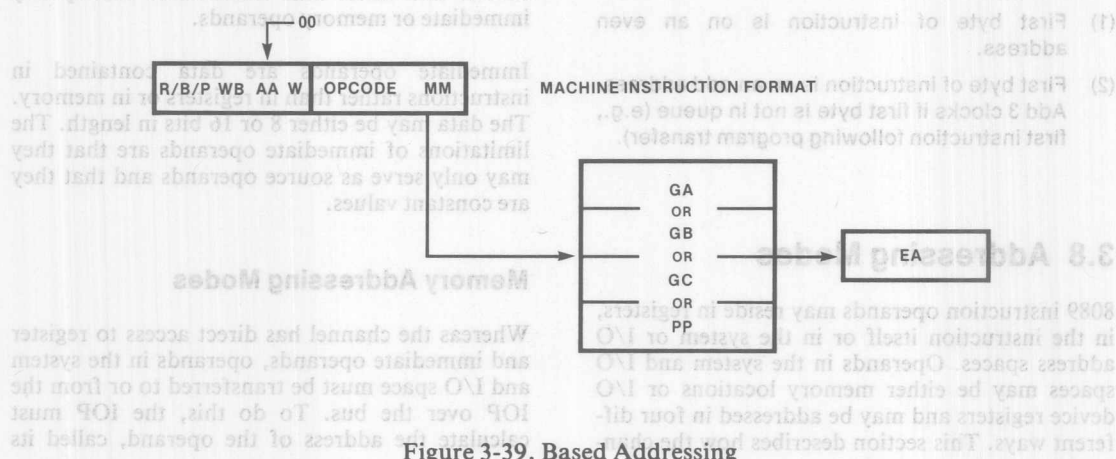 00
R/B/P WB AA W OPCODE MM
MACHINE INSTRUCTION FORMAT
GA
OR
GB
OR
GC
OR
PP
EA
Figure 3-39. Based Addressing
(1) First byte of instruction is on an even
address.
(2) First byte of instruction
Add 3 clocks if first byte is not in queue (e.g.,
first instruction following program transfer).
3.8 Addressing Modes
8089 instruction operands may reside in registers,
in the instruction itself or in the system or I/O
address spaces. Operands in the system and I/O
spaces may be either memory locations or I/O
device registers and may be addressed in four dif-
ferent ways. This section describes how the chan-
immediate or memory operands.
Immediate operands are data contained in
instructions rather than in registers or in memory.
The data may be either 8 or 16 bits in length. The
limitations of immediate operands are that they
may only serve as source operands and that they
are constant values.
Memory Addressing Modes
Whereas the channel has direct access to register
and immediate operands, operands in the system
and I/O space must be transferred to or from the
IOP over the bus. To do this, the IOP must
calculate the address of the operand, called its